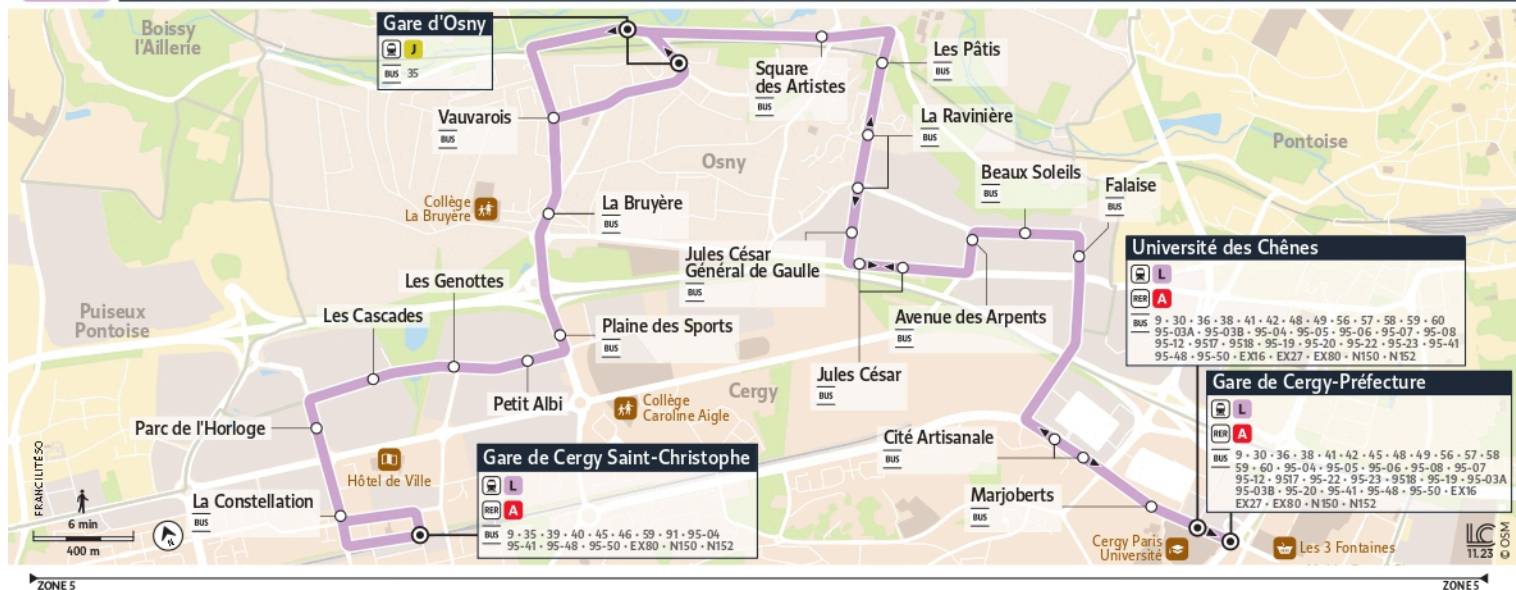 Boissy
l'Aillerie
Gare d'Osny
J
BUS 35
Square
des Artistes
BUS
Les Pâtis
BUS
Vauvarois
BUS
La Ravinière
BUS
Pontoise
Osny
Collège
La Bruyère
La Bruyère
BUS
Beaux Soleils
BUS
Falaise
BUS
Jules César
Général de Gaulle
BUS
Université des Chênes
L
RER A
BUS 9 • 30 • 36 • 38 • 41 • 42 • 48 • 49 • 56 • 57 • 58 • 59 • 60
95-03A • 95-03B • 95-04 • 95-05 • 95-06 • 95-07 • 95-08
95-12 • 9517 • 9518 • 95-19 • 95-20 • 95-22 • 95-23 • 95-41
95-48 • 95-50 • EX16 • EX27 • EX80 • N150 • N152
Les Genottes
Puiseux
Pontoise
Les Cascades
Plaine des Sports
BUS
Avenue des Arpents
BUS
Petit Albi
Cergy
Jules César
BUS
Collège
Caroline Aigle
Gare de Cergy-Préfecture
L
RER A
BUS 9 • 30 • 36 • 38 • 41 • 42 • 45 • 48 • 49 • 56 • 57 • 58
59 • 60 • 95-04 • 95-05 • 95-06 • 95-08 • 95-07
95-12 • 9517 • 95-22 • 95-23 • 9518 • 95-19 • 95-03A
95-03B • 95-20 • 95-41 • 95-48 • 95-50 • EX16
EX27 • EX80 • N150 • N152
Parc de l'Horloge
Cité Artisanale
BUS
Hôtel de Ville
Gare de Cergy Saint-Christophe
L
RER A
BUS 9 • 35 • 39 • 40 • 45 • 46 • 59 • 91 • 95-04
95-41 • 95-48 • 95-50 • EX80 • N150 • N152
La Constellation
BUS
Marjoberts
BUS
FRANCILITÉ SO
6 min
400 m
N
Cergy Paris
Université
Les 3 Fontaines
LC
11.23
© OSM
ZONE 5
ZONE 5